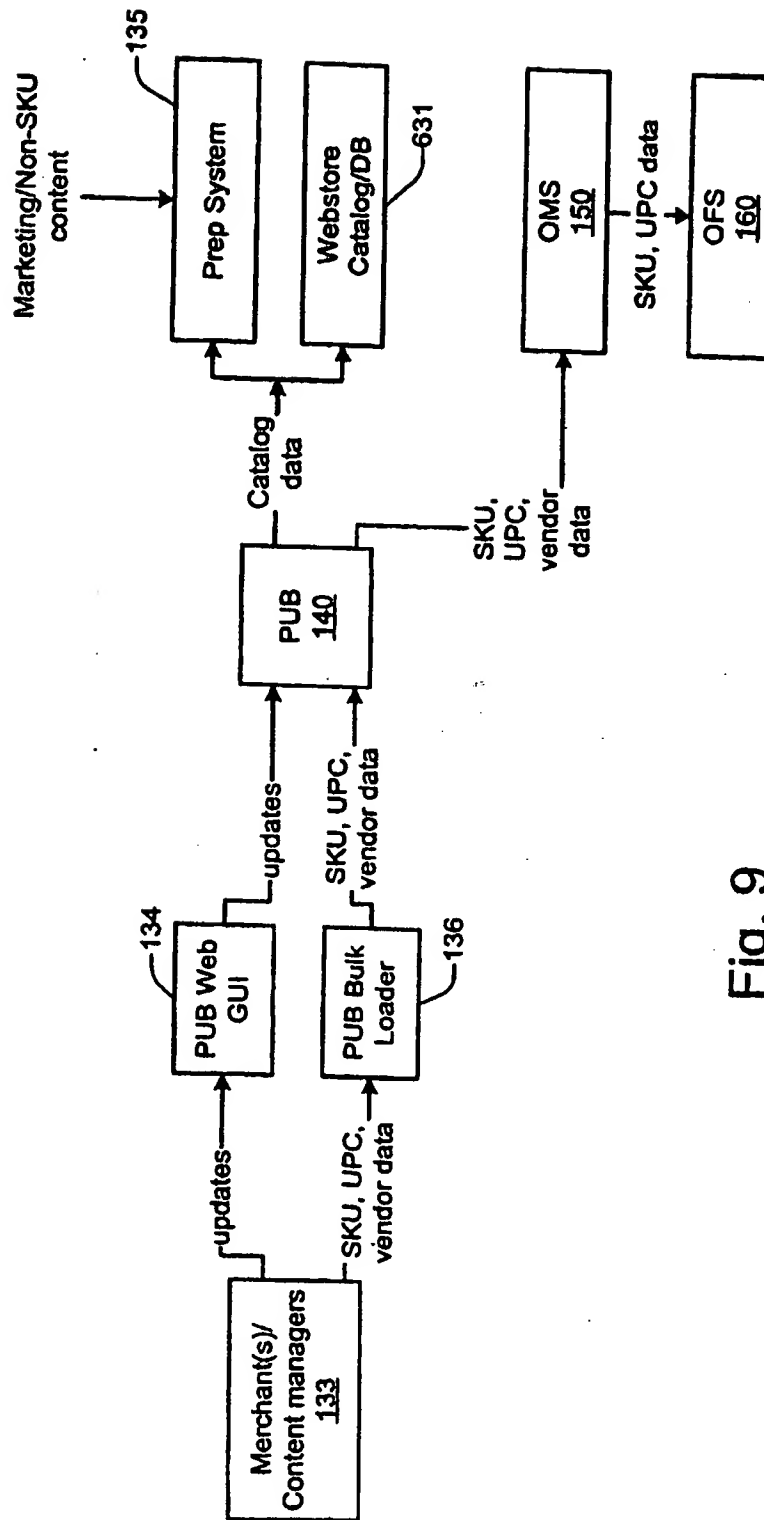 Merchant(s)/
Content managers
133
updates
SKU, UPC,
vendor data
134
PUB Web
GUI
PUB Bulk
Loader
136
updates
SKU, UPC,
vendor data
PUB
140
Catalog
data
SKU,
UPC,
vendor
data
Marketing/Non-SKU
content
135
Prep System
Webstore
Catalog/DB
631
OMS
150
SKU, UPC data
OFS
160
Fig. 9